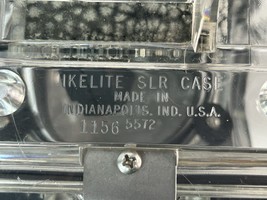 IKELITE SLR CASE
MADE IN
INDIANAPOLIS, IND. U.S.A.
1156 5572